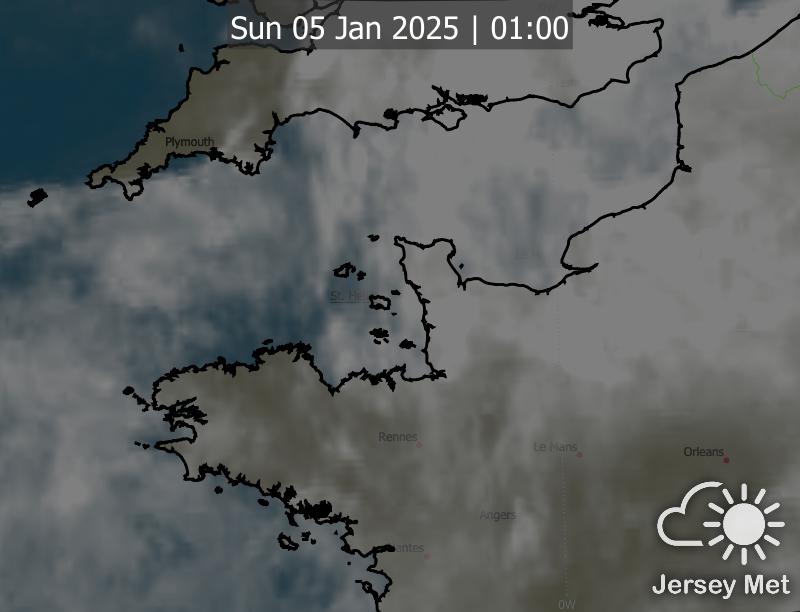 Sun 05 Jan 2025 | 01:00
Plymouth
Rennes
Le Mans
Orleans
Angers
Jersey Met
0W